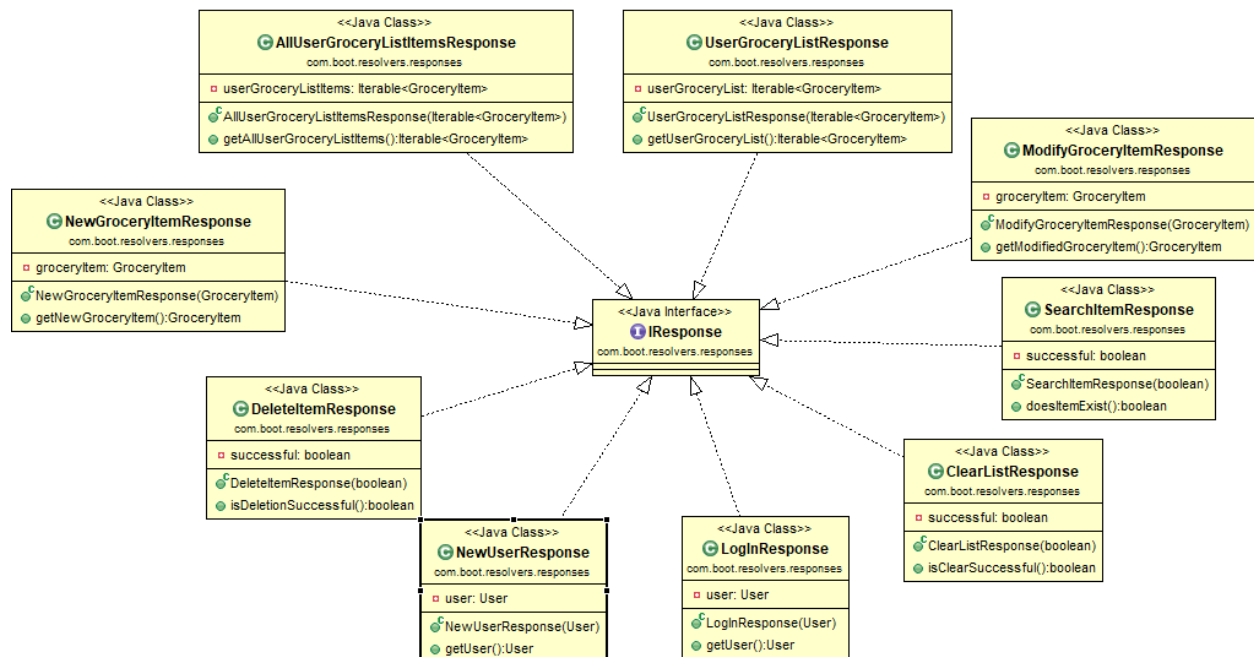 <<Java Class>>
AllUserGroceryListItemsResponse
com.boot.resolvers.responses
userGroceryListItems: Iterable<GroceryItem>
AllUserGroceryListItemsResponse(Iterable<GroceryItem>)
getAllUserGroceryListItems():Iterable<GroceryItem>
<<Java Class>>
UserGroceryListResponse
com.boot.resolvers.responses
userGroceryList: Iterable<GroceryItem>
UserGroceryListResponse(Iterable<GroceryItem>)
getUserGroceryList():Iterable<GroceryItem>
<<Java Class>>
ModifyGroceryItemResponse
com.boot.resolvers.responses
groceryItem: GroceryItem
ModifyGroceryItemResponse(GroceryItem)
getModifiedGroceryItem():GroceryItem
<<Java Class>>
NewGroceryItemResponse
com.boot.resolvers.responses
groceryItem: GroceryItem
NewGroceryItemResponse(GroceryItem)
getNewGroceryItem():GroceryItem
<<Java Interface>>
IResponse
com.boot.resolvers.responses
<<Java Class>>
SearchItemResponse
com.boot.resolvers.responses
successful: boolean
SearchItemResponse(boolean)
doesItemExist():boolean
<<Java Class>>
DeleteItemResponse
com.boot.resolvers.responses
successful: boolean
DeleteItemResponse(boolean)
isDeletionSuccessful():boolean
<<Java Class>>
ClearListResponse
com.boot.resolvers.responses
successful: boolean
ClearListResponse(boolean)
isClearSuccessful():boolean
<<Java Class>>
NewUserResponse
com.boot.resolvers.responses
user: User
NewUserResponse(User)
getUser():User
<<Java Class>>
LogInResponse
com.boot.resolvers.responses
user: User
LogInResponse(User)
getUser():User